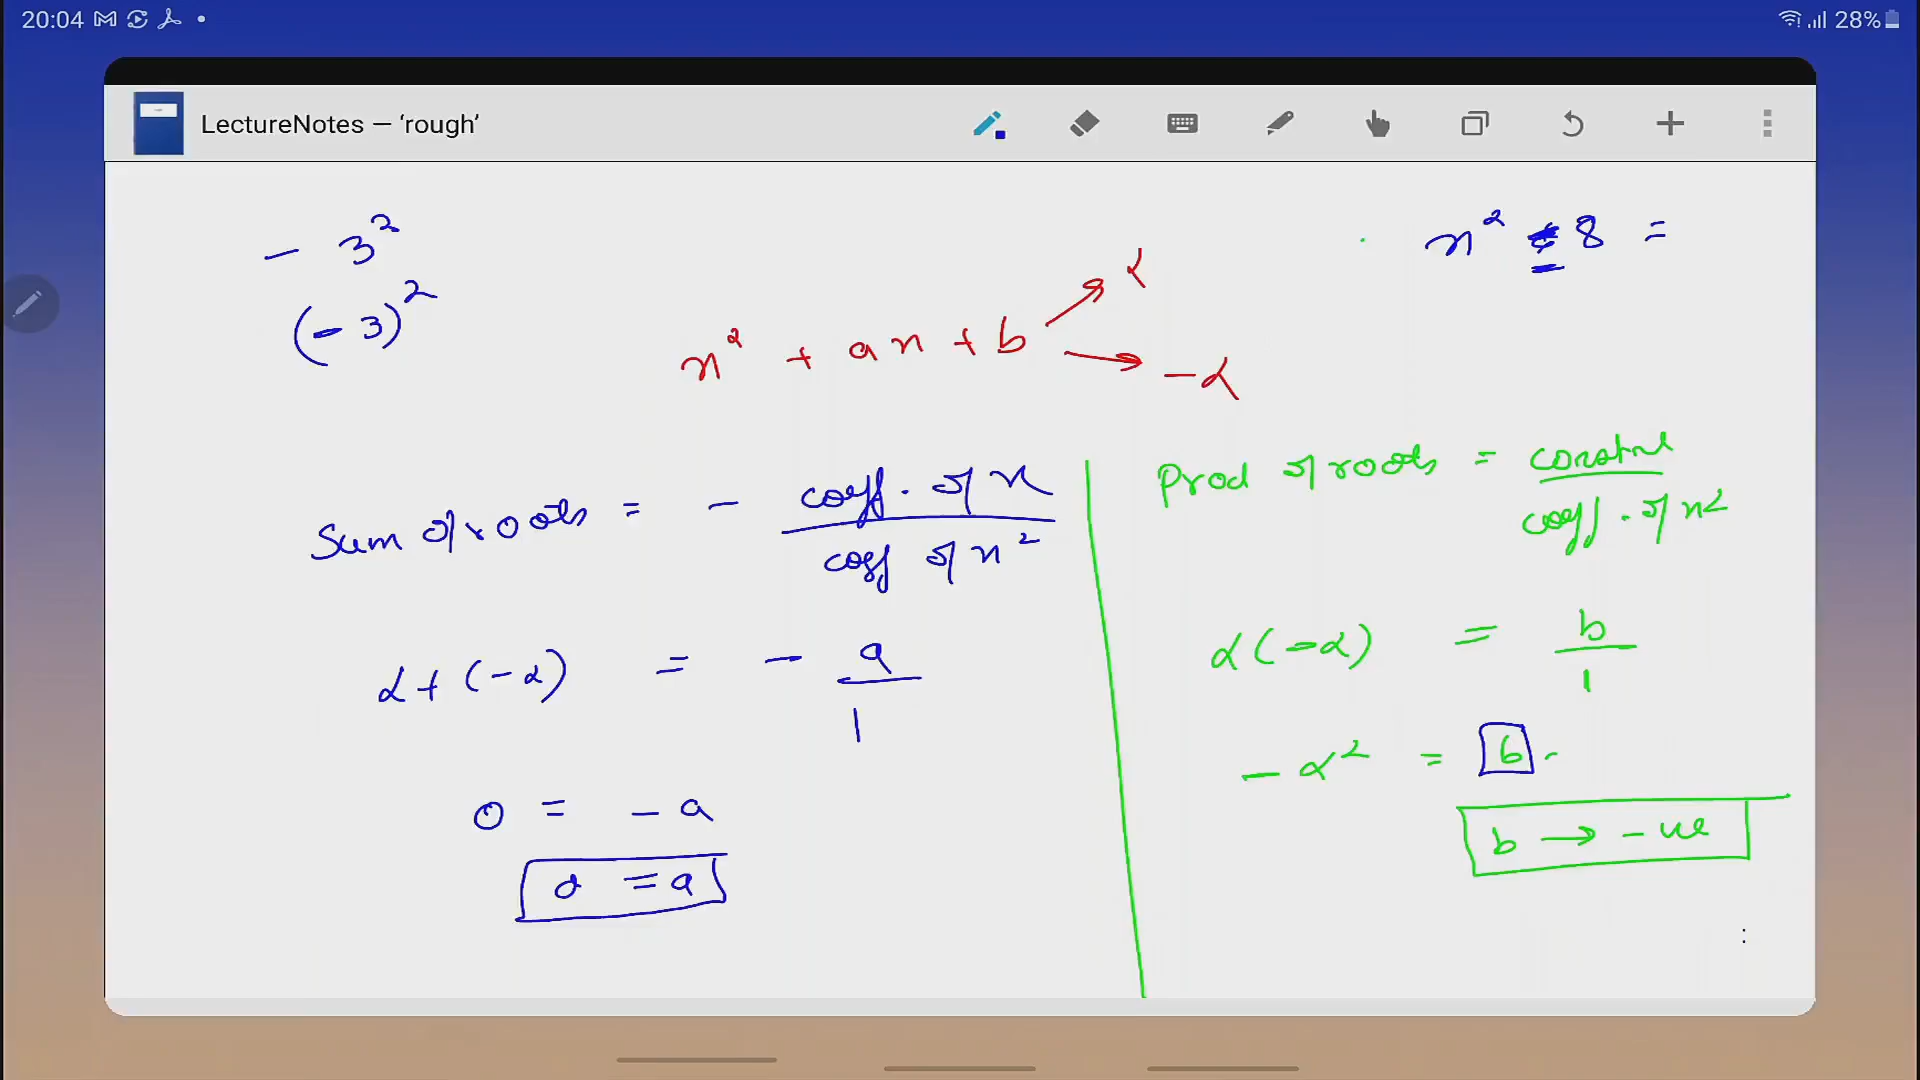 20:04 28%
LectureNotes – ‘rough’
- 3²
(-3)²
x² - 8 =
x² + ax + b
α
-α
Sum of roots = - coeff. of x / coeff of x²
α + (-α) = - a / 1
0 = - a
0 = a
Prod of roots = constant / coeff. of x²
α(-α) = b / 1
- α² = b
b → -ve